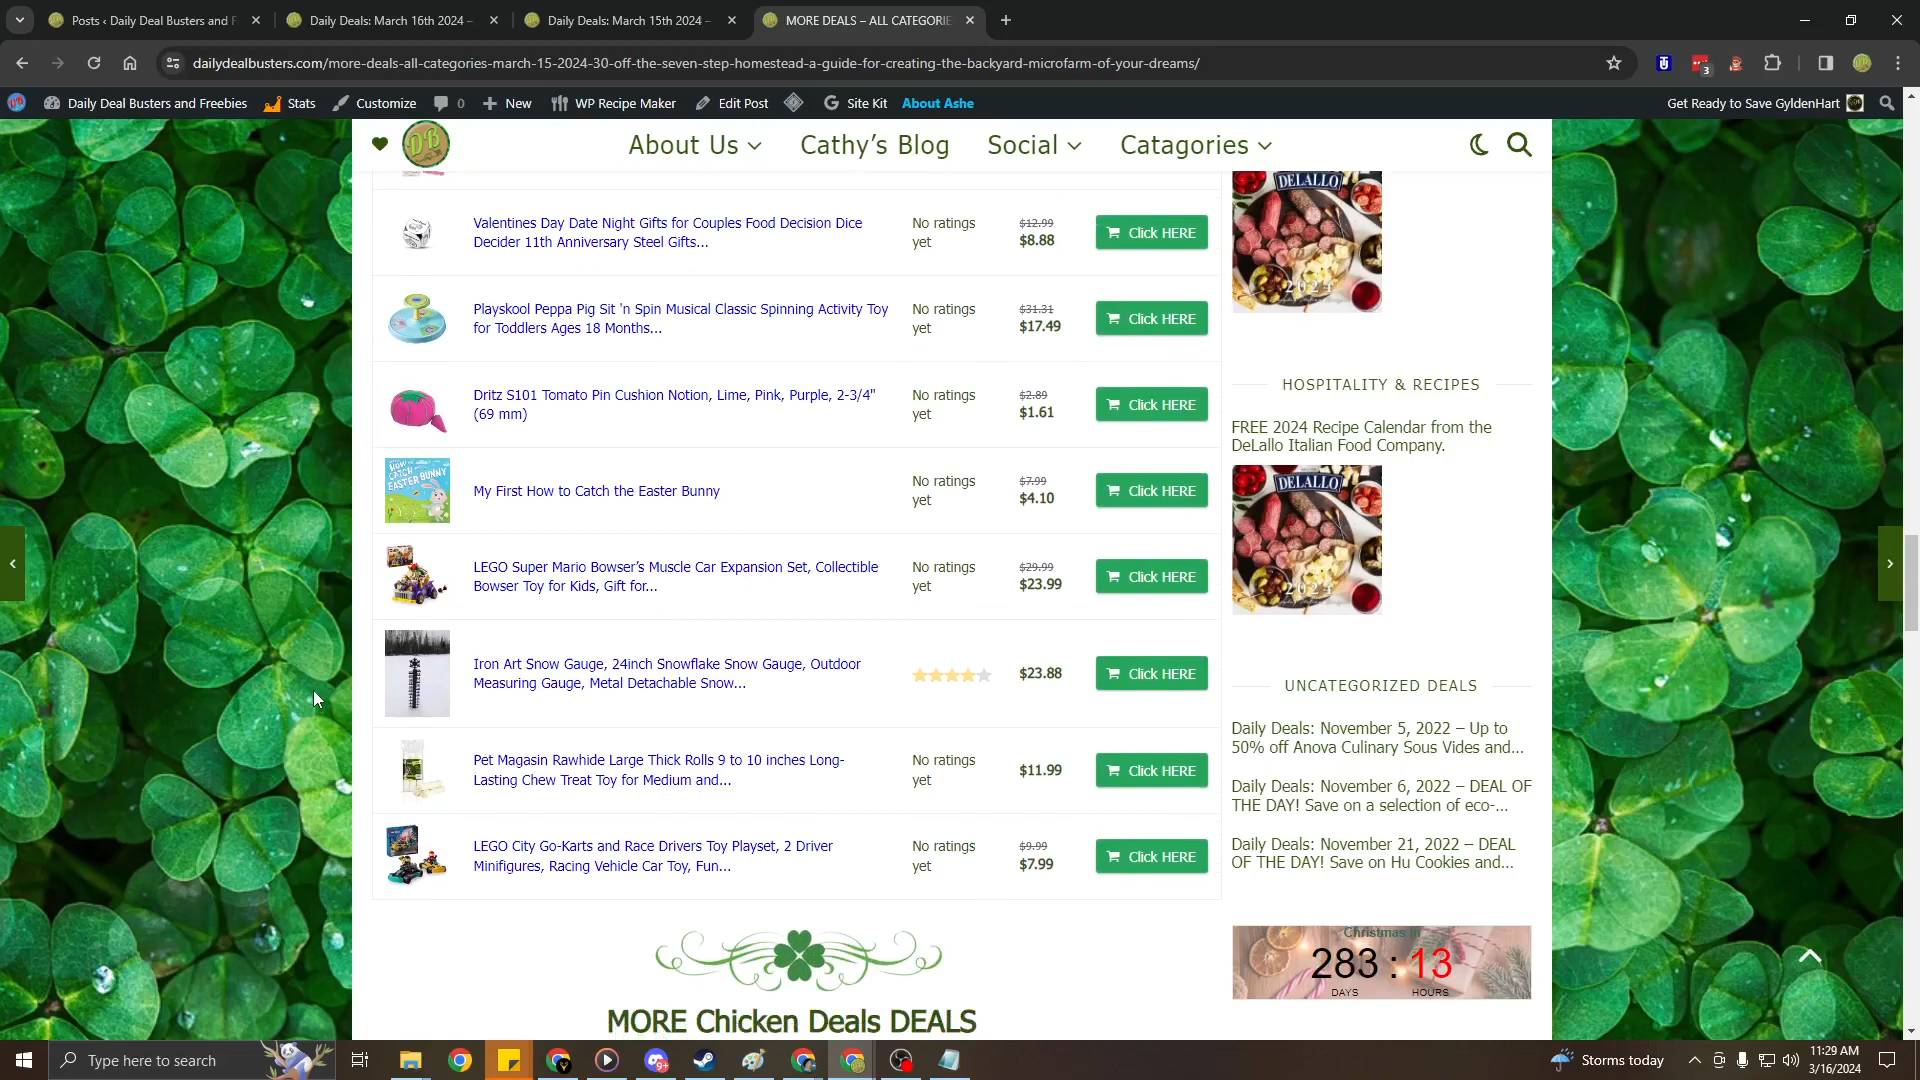 Posts ‹ Daily Deal Busters and F
Daily Deals: March 16th 2024 –
Daily Deals: March 15th 2024 –
MORE DEALS – ALL CATEGORIE
dailydealbusters.com/more-deals-all-categories-march-15-2024-30-off-the-seven-step-homestead-a-guide-for-creating-the-backyard-microfarm-of-your-dreams/
3
Daily Deal Busters and Freebies
Stats
Customize
0
New
WP Recipe Maker
Edit Post
Site Kit
About Ashe
Get Ready to Save GyldenHart
DB
About Us
Cathy’s Blog
Social
Catagories
Valentines Day Date Night Gifts for Couples Food Decision Dice
Decider 11th Anniversary Steel Gifts...
No ratings
yet
$12.99
$8.88
Click HERE
Playskool Peppa Pig Sit 'n Spin Musical Classic Spinning Activity Toy
for Toddlers Ages 18 Months...
No ratings
yet
$31.31
$17.49
Click HERE
Dritz S101 Tomato Pin Cushion Notion, Lime, Pink, Purple, 2-3/4"
(69 mm)
No ratings
yet
$2.89
$1.61
Click HERE
HOW TO
CATCH THE
EASTER BUNNY
My First How to Catch the Easter Bunny
No ratings
yet
$7.99
$4.10
Click HERE
LEGO Super Mario Bowser’s Muscle Car Expansion Set, Collectible
Bowser Toy for Kids, Gift for...
No ratings
yet
$29.99
$23.99
Click HERE
Iron Art Snow Gauge, 24inch Snowflake Snow Gauge, Outdoor
Measuring Gauge, Metal Detachable Snow...
$23.88
Click HERE
Pet Magasin Rawhide Large Thick Rolls 9 to 10 inches Long-
Lasting Chew Treat Toy for Medium and...
No ratings
yet
$11.99
Click HERE
LEGO City Go-Karts and Race Drivers Toy Playset, 2 Driver
Minifigures, Racing Vehicle Car Toy, Fun...
No ratings
yet
$9.99
$7.99
Click HERE
MORE Chicken Deals DEALS
DELALLO
2024
HOSPITALITY & RECIPES
FREE 2024 Recipe Calendar from the
DeLallo Italian Food Company.
DELALLO
2024
UNCATEGORIZED DEALS
Daily Deals: November 5, 2022 – Up to
50% off Anova Culinary Sous Vides and...
Daily Deals: November 6, 2022 – DEAL OF
THE DAY! Save on a selection of eco-...
Daily Deals: November 21, 2022 – DEAL
OF THE DAY! Save on Hu Cookies and...
Christmas in
283 : 13
DAYS HOURS
Type here to search
9+
Storms today
11:29 AM
3/16/2024